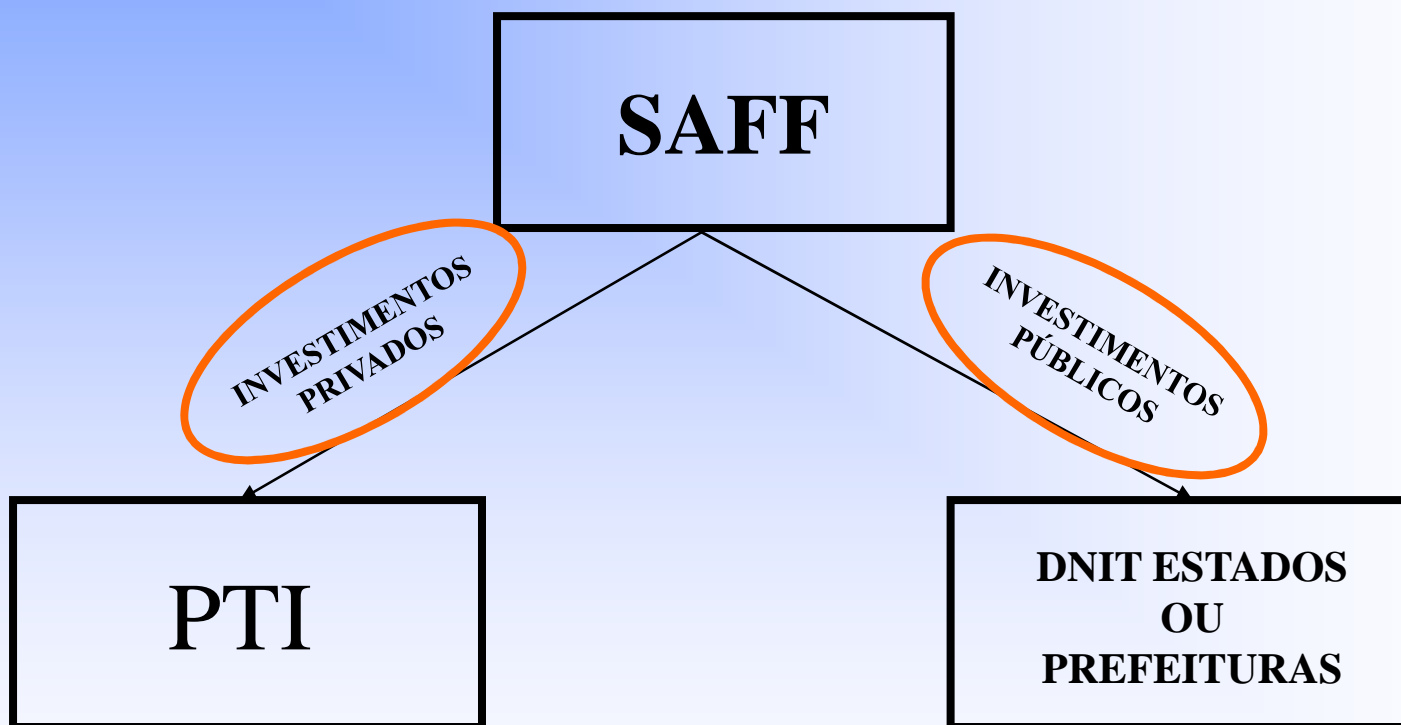 SAFF
INVESTIMENTOS
PRIVADOS
INVESTIMENTOS
PÚBLICOS
PTI
DNIT ESTADOS
OU
PREFEITURAS